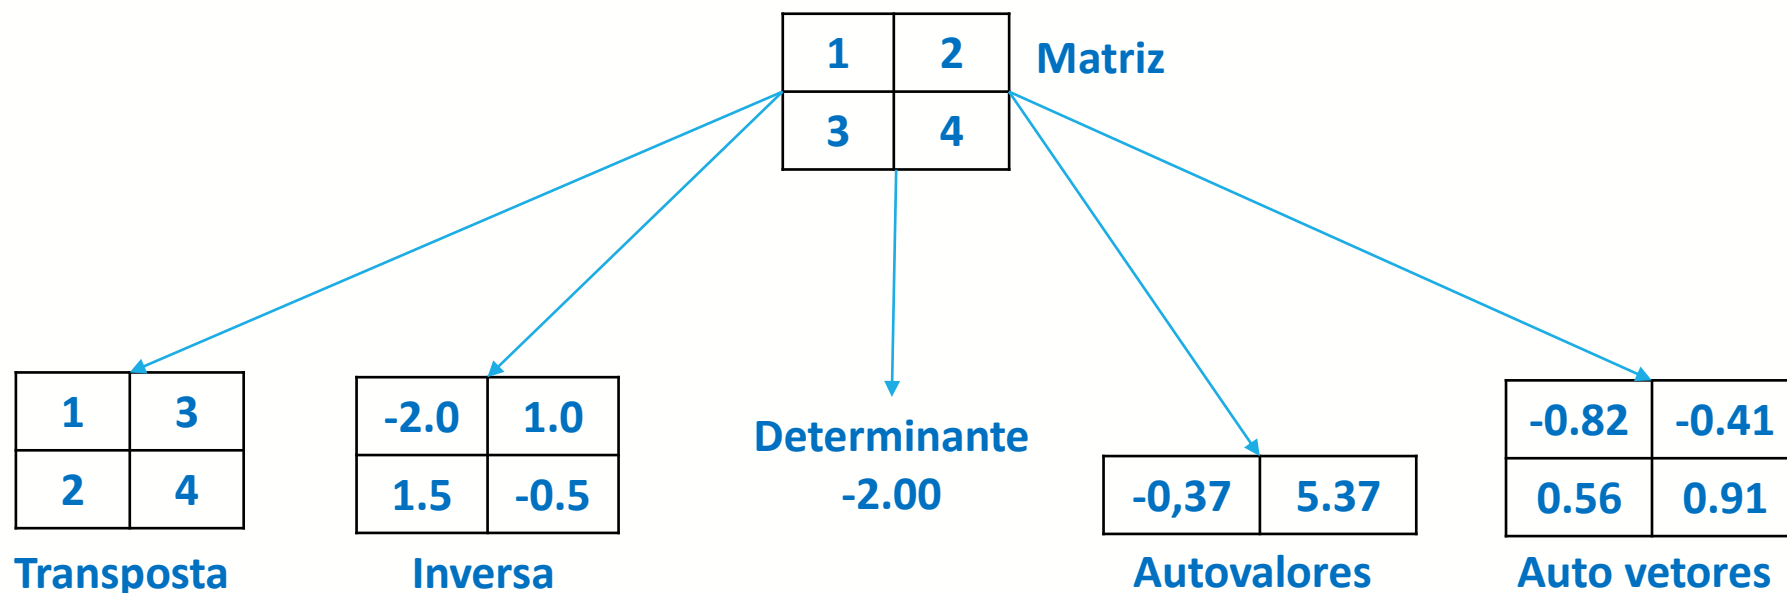 1 2 Matriz
3 4
1 3
2 4
Transposta
-2.0 1.0
1.5 -0.5
Inversa
Determinante
-2.00
-0,37 5.37
Autovalores
-0.82 -0.41
0.56 0.91
Auto vetores